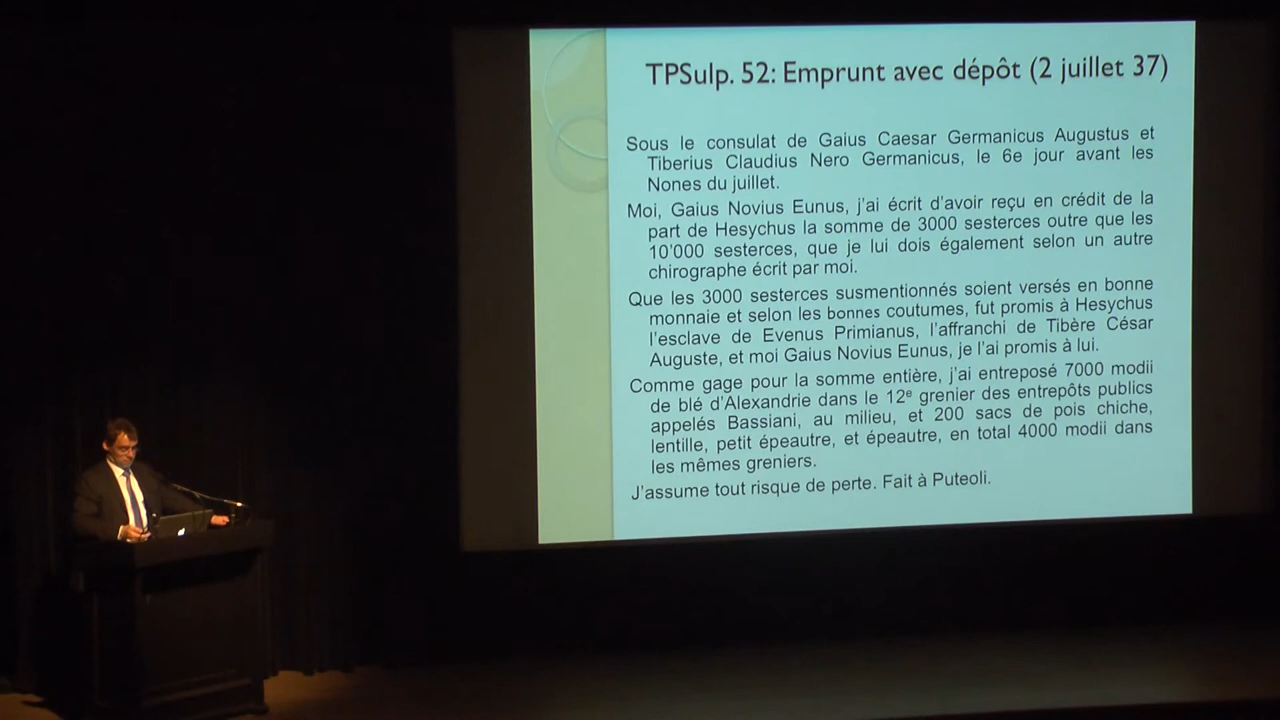 TPSulp. 52: Emprunt avec dépôt (2 juillet 37)
Sous le consulat de Gaius Caesar Germanicus Augustus et
Tiberius Claudius Nero Germanicus, le 6e jour avant les
Nones du juillet.
Moi, Gaius Novius Eunus, j'ai écrit d'avoir reçu en crédit de la
part de Hesychus la somme de 3000 sesterces outre que les
10'000 sesterces, que je lui dois également selon un autre
chirographe écrit par moi.
Que les 3000 sesterces susmentionnés soient versés en bonne
monnaie et selon les bonnes coutumes, fut promis à Hesychus
l'esclave de Evenus Primianus, l'affranchi de Tibère César
Auguste, et moi Gaius Novius Eunus, je l'ai promis à lui.
Comme gage pour la somme entière, j'ai entreposé 7000 modii
de blé d'Alexandrie dans le 12e grenier des entrepôts publics
appelés Bassiani, au milieu, et 200 sacs de pois chiche,
lentille, petit épeautre, et épeautre, en total 4000 modii dans
les mêmes greniers.
J'assume tout risque de perte. Fait à Puteoli.